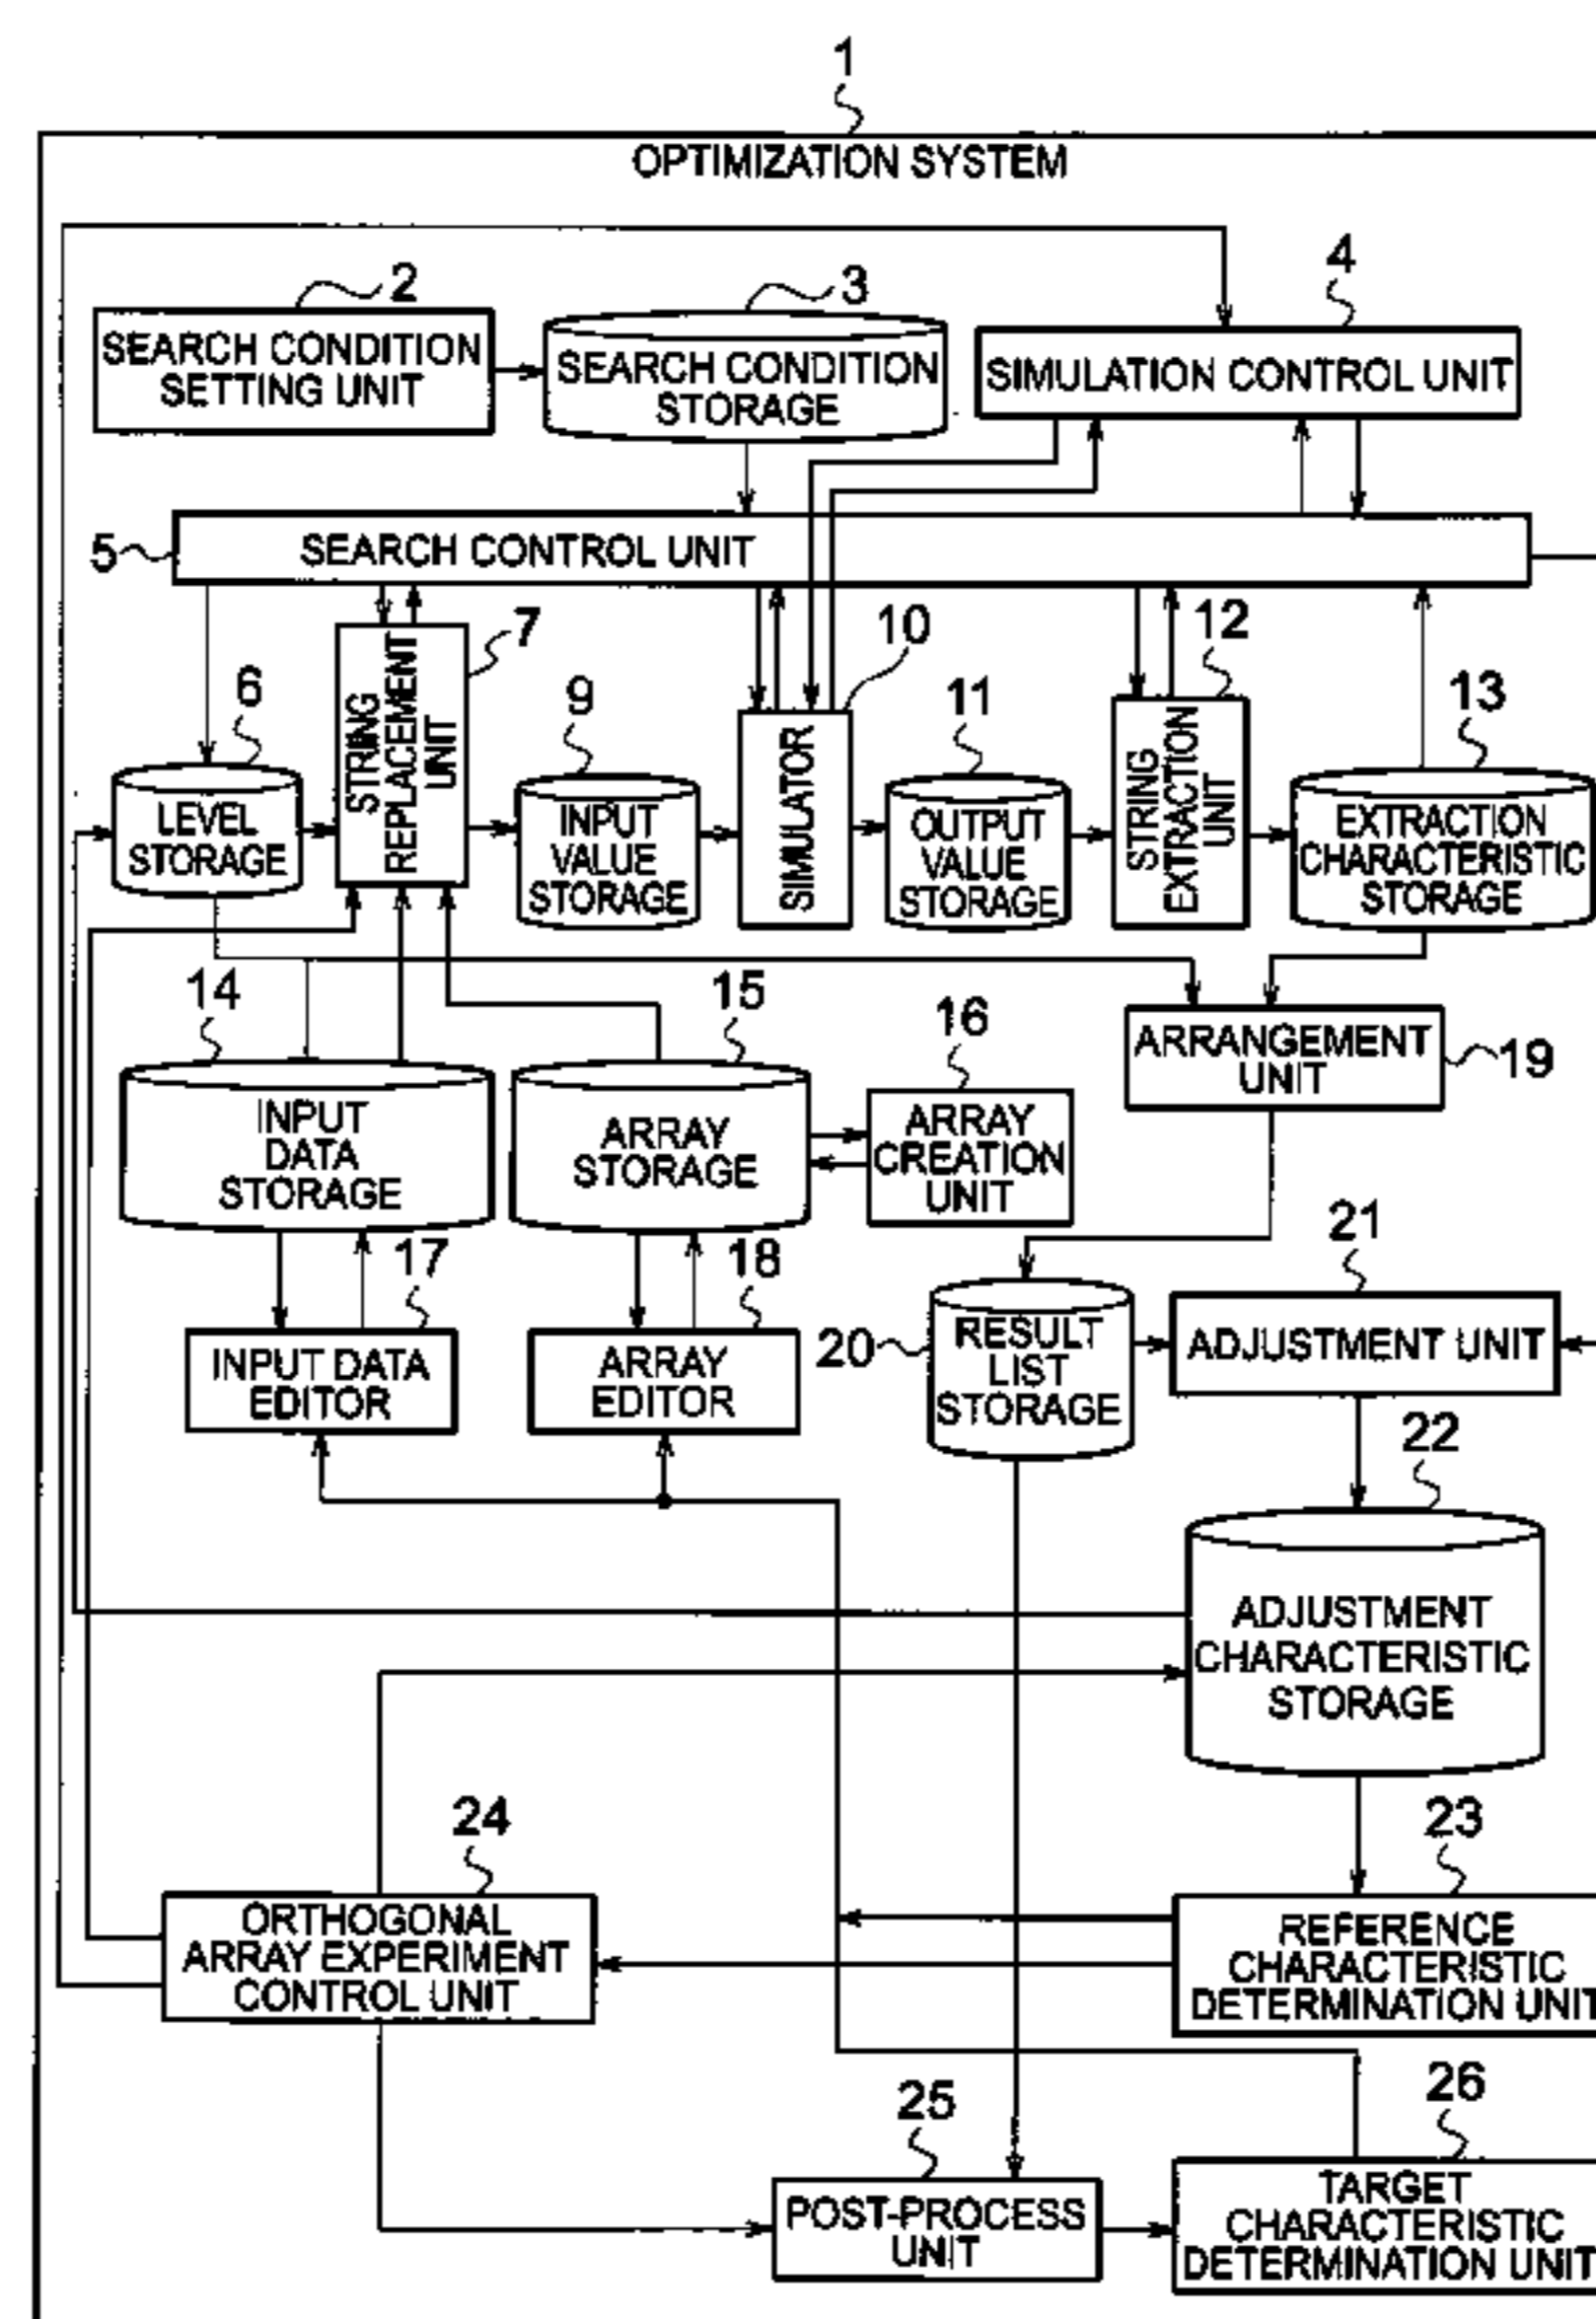 1
OPTIMIZATION SYSTEM
2
3
4
SEARCH CONDITION
SETTING UNIT
SEARCH CONDITION
STORAGE
SIMULATION CONTROL UNIT
5
SEARCH CONTROL UNIT
6
7
9
10
11
12
13
LEVEL
STORAGE
STRING
REPLACEMENT
UNIT
INPUT
VALUE
STORAGE
SIMULATOR
OUTPUT
VALUE
STORAGE
STRING
EXTRACTION
UNIT
EXTRACTION
CHARACTERISTIC
STORAGE
14
15
16
INPUT
DATA
STORAGE
ARRAY
STORAGE
ARRAY
CREATION
UNIT
ARRANGEMENT
UNIT
19
17
18
21
INPUT DATA
EDITOR
ARRAY
EDITOR
20
RESULT
LIST
STORAGE
ADJUSTMENT UNIT
22
ADJUSTMENT
CHARACTERISTIC
STORAGE
24
23
ORTHOGONAL
ARRAY EXPERIMENT
CONTROL UNIT
REFERENCE
CHARACTERISTIC
DETERMINATION UNIT
25
26
POST-PROCESS
UNIT
TARGET
CHARACTERISTIC
DETERMINATION UNIT